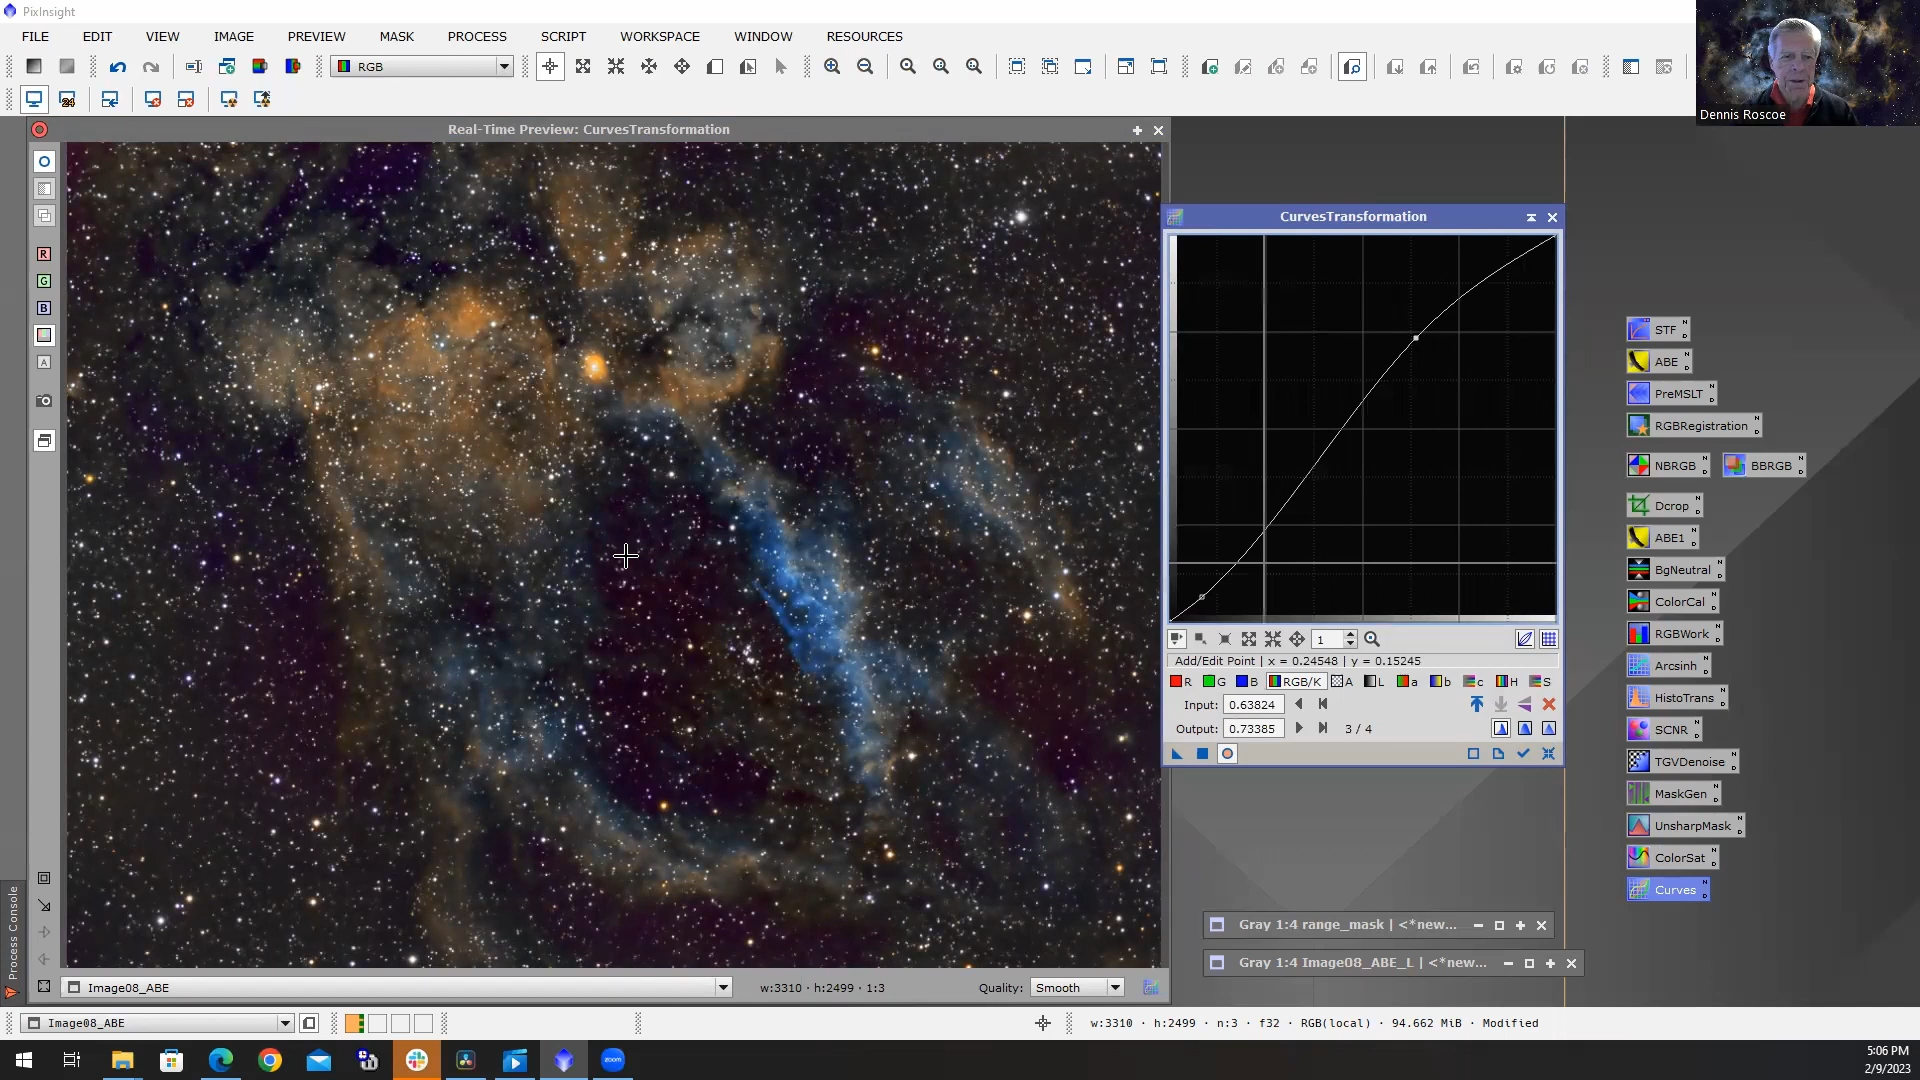 PixInsight
FILE EDIT VIEW IMAGE PREVIEW MASK PROCESS SCRIPT WORKSPACE WINDOW RESOURCES
RGB
24
Dennis Roscoe
Real-Time Preview: CurvesTransformation
R
G
B
A
CurvesTransformation
1
Add/Edit Point | x = 0.24548 | y = 0.15245
R G B RGB/K A L a b c H S
Input: 0.63824
Output: 0.73385 3 / 4
STF
ABE
PreMSLT
RGBRegistration
NBRGB BBRGB
Dcrop
ABE1
BgNeutral
ColorCal
RGBWork
Arcsinh
HistoTrans
SCNR
TGVDenoise
MaskGen
UnsharpMask
ColorSat
Curves
Gray 1:4 range_mask | <*new...
Gray 1:4 Image08_ABE_L | <*new...
Process Console
Image08_ABE w:3310 · h:2499 · 1:3 Quality: Smooth
Image08_ABE w:3310 · h:2499 · n:3 · f32 · RGB(local) · 94.662 MiB · Modified
zoom
5:06 PM
2/9/2023